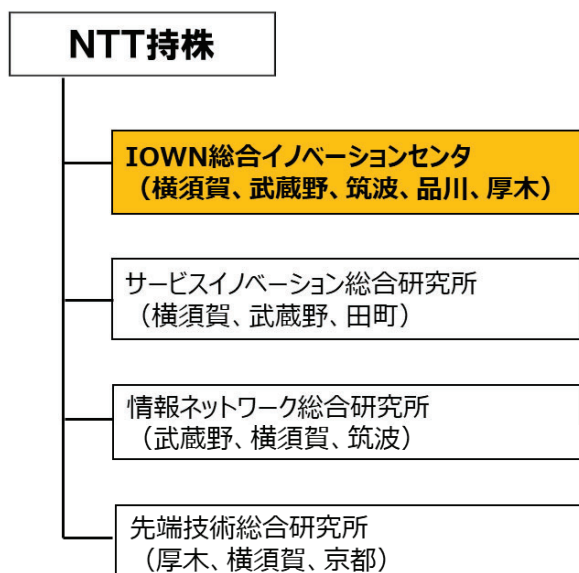 NTT持株
IOWN総合イノベーションセンタ
（横須賀、武蔵野、筑波、品川、厚木）
サービスイノベーション総合研究所
（横須賀、武蔵野、田町）
情報ネットワーク総合研究所
（武蔵野、横須賀、筑波）
先端技術総合研究所
（厚木、横須賀、京都）